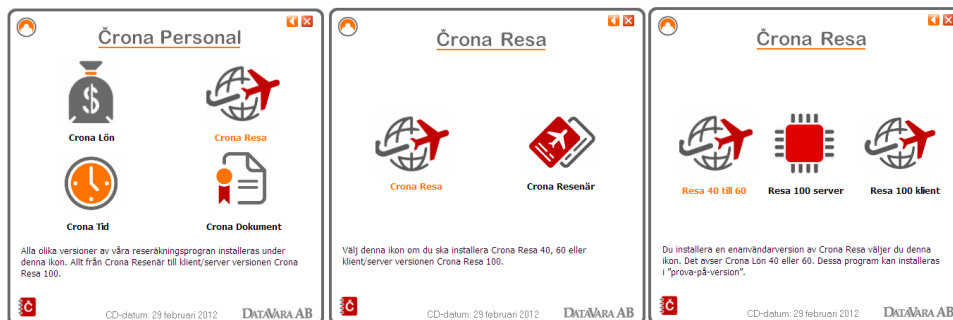 Črona Personal
Crona Lön
Crona Resa
Crona Tid
Crona Dokument
Alla olika versioner av våra reseräkningsprogran installeras under
denna ikon. Allt från Crona Resenär till klient/server versionen Crona
Resa 100.
Č
CD-datum: 29 februari 2012
DATAVARA AB
Črona Resa
Crona Resa
Crona Resenär
Välj denna ikon om du ska installera Crona Resa 40, 60 eller
klient/server versionen Crona Resa 100.
Č
CD-datum: 29 februari 2012
DATAVARA AB
Črona Resa
Resa 40 till 60
Resa 100 server
Resa 100 klient
Du installera en enanvändarversion av Crona Resa väljer du denna
ikon. Det avser Crona Lön 40 eller 60. Dessa program kan installeras
i "prova-på-version".
Č
CD-datum: 29 februari 2012
DATAVARA AB